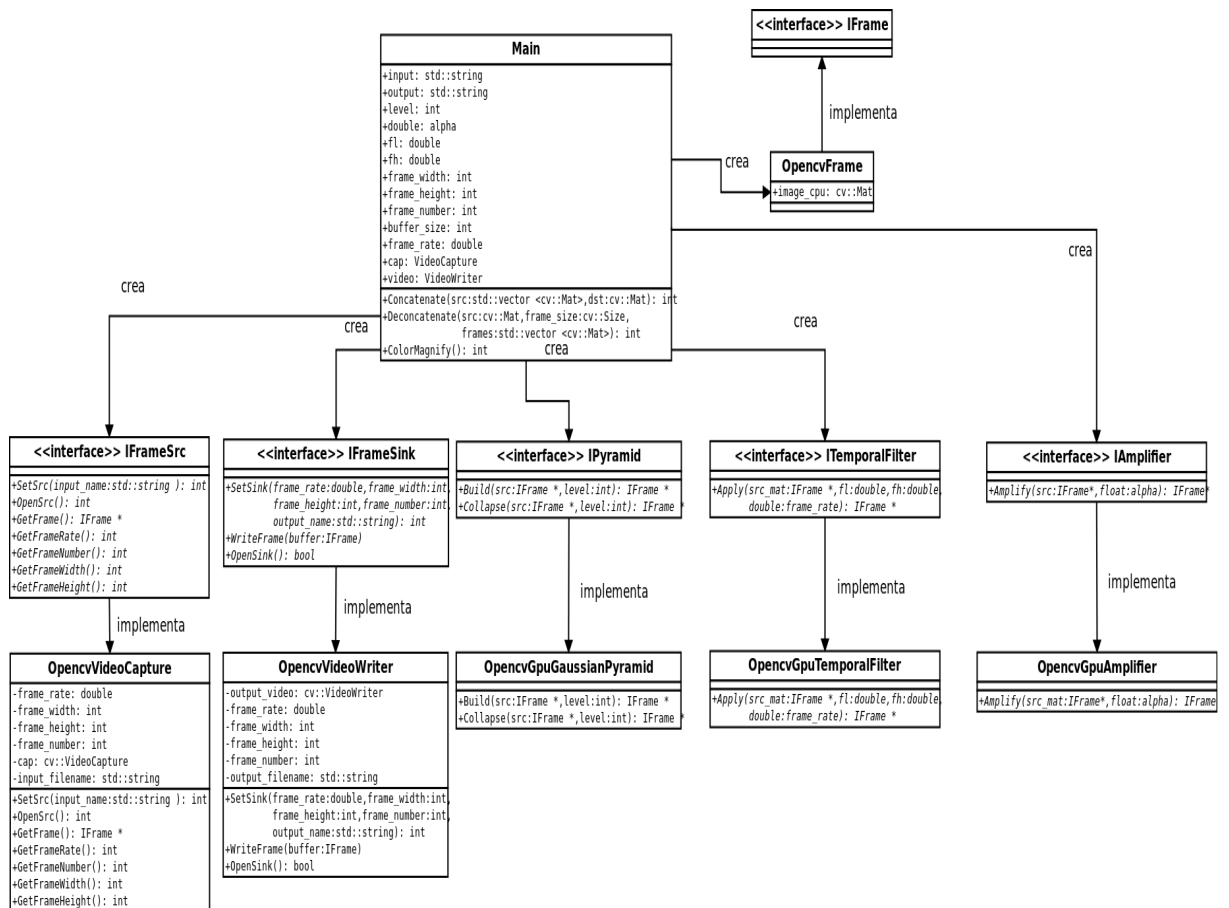 <<interface>> IFrame
implementa
OpencvFrame
+image_cpu: cv::Mat
crea
Main
+input: std::string
+output: std::string
+level: int
+double: alpha
+fl: double
+fh: double
+frame_width: int
+frame_height: int
+frame_number: int
+buffer_size: int
+frame_rate: double
+cap: VideoCapture
+video: VideoWriter
+Concatenate(src:std::vector <cv::Mat>,dst:cv::Mat): int
+Deconcatenate(src:cv::Mat,frame_size:cv::Size,
frames:std::vector <cv::Mat>): int
+ColorMagnify(): int
crea
crea
crea
crea
crea
<<interface>> IFrameSrc
+SetSrc(input_name:std::string ): int
+OpenSrc(): int
+GetFrame(): IFrame *
+GetFrameRate(): int
+GetFrameNumber(): int
+GetFrameWidth(): int
+GetFrameHeight(): int
<<interface>> IFrameSink
+SetSink(frame_rate:double,frame_width:int,
frame_height:int,frame_number:int,
output_name:std::string): int
+WriteFrame(buffer:IFrame)
+OpenSink(): bool
<<interface>> IPyramid
+Build(src:IFrame *,level:int): IFrame *
+Collapse(src:IFrame *,level:int): IFrame *
<<interface>> ITemporalFilter
+Apply(src_mat:IFrame *,fl:double,fh:double,
double:frame_rate): IFrame *
<<interface>> IAmplifier
+Amplify(src:IFrame*,float:alpha): IFrame*
implementa
implementa
implementa
implementa
implementa
OpencvVideoCapture
-frame_rate: double
-frame_width: int
-frame_height: int
-frame_number: int
-cap: cv::VideoCapture
-input_filename: std::string
+SetSrc(input_name:std::string ): int
+OpenSrc(): int
+GetFrame(): IFrame *
+GetFrameRate(): int
+GetFrameNumber(): int
+GetFrameWidth(): int
+GetFrameHeight(): int
OpencvVideoWriter
-output_video: cv::VideoWriter
-frame_rate: double
-frame_width: int
-frame_height: int
-frame_number: int
-output_filename: std::string
+SetSink(frame_rate:double,frame_width:int,
frame_height:int,frame_number:int,
output_name:std::string): int
+WriteFrame(buffer:IFrame)
+OpenSink(): bool
OpencvGpuGaussianPyramid
+Build(src:IFrame *,level:int): IFrame *
+Collapse(src:IFrame *,level:int): IFrame *
OpencvGpuTemporalFilter
+Apply(src_mat:IFrame *,fl:double,fh:double,
double:frame_rate): IFrame *
OpencvGpuAmplifier
+Amplify(src_mat:IFrame*,float:alpha): IFrame